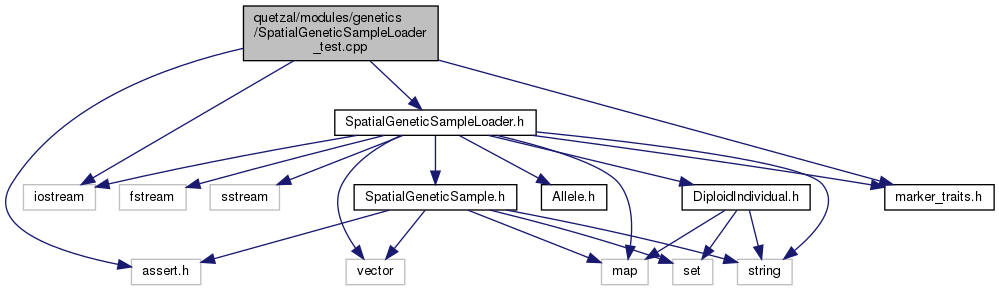 quetzal/modules/genetics
/SpatialGeneticSampleLoader
_test.cpp
SpatialGeneticSampleLoader.h
iostream
fstream
sstream
SpatialGeneticSample.h
Allele.h
DiploidIndividual.h
marker_traits.h
assert.h
vector
map
set
string